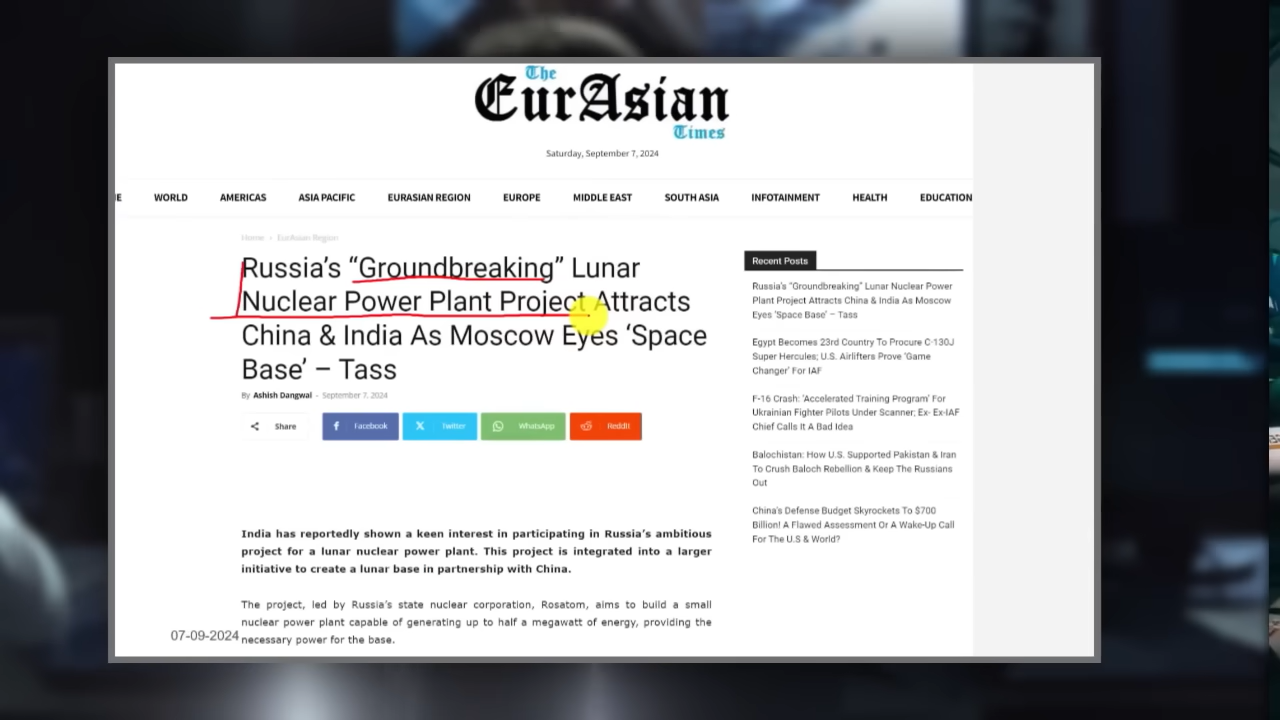 The
EurAsian
Times
Saturday, September 7, 2024
WORLD AMERICAS ASIA PACIFIC EURASIAN REGION EUROPE MIDDLE EAST SOUTH ASIA INFOTAINMENT HEALTH EDUCATION
Home › EurAsian Region
Russia's “Groundbreaking” Lunar
Nuclear Power Plant Project Attracts
China & India As Moscow Eyes ‘Space
Base’ – Tass
By Ashish Dangwal - September 7, 2024
Share Facebook Twitter WhatsApp ReddIt
India has reportedly shown a keen interest in participating in Russia's ambitious
project for a lunar nuclear power plant. This project is integrated into a larger
initiative to create a lunar base in partnership with China.
The project, led by Russia's state nuclear corporation, Rosatom, aims to build a small
nuclear power plant capable of generating up to half a megawatt of energy, providing the
necessary power for the base.
07-09-2024
Recent Posts
Russia's “Groundbreaking” Lunar Nuclear Power
Plant Project Attracts China & India As Moscow
Eyes ‘Space Base’ – Tass
Egypt Becomes 23rd Country To Procure C-130J
Super Hercules; U.S. Airlifters Prove ‘Game
Changer’ For IAF
F-16 Crash: ‘Accelerated Training Program’ For
Ukrainian Fighter Pilots Under Scanner; Ex- Ex-IAF
Chief Calls It A Bad Idea
Balochistan: How U.S. Supported Pakistan & Iran
To Crush Baloch Rebellion & Keep The Russians
Out
China's Defense Budget Skyrockets To $700
Billion! A Flawed Assessment Or A Wake-Up Call
For The U.S & World?